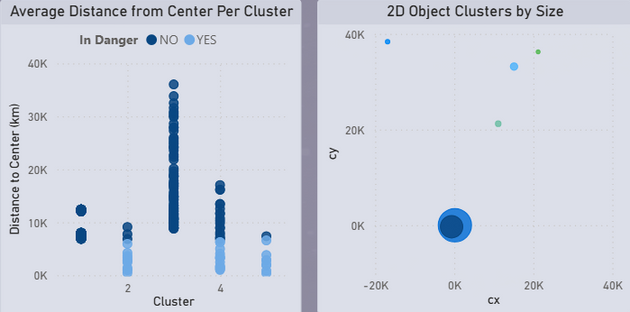 Average Distance from Center Per Cluster
In Danger NO YES
Distance to Center (km)
40K
30K
20K
10K
0K
2 4
Cluster
2D Object Clusters by Size
cy
40K
20K
0K
-20K 0K 20K 40K
cx